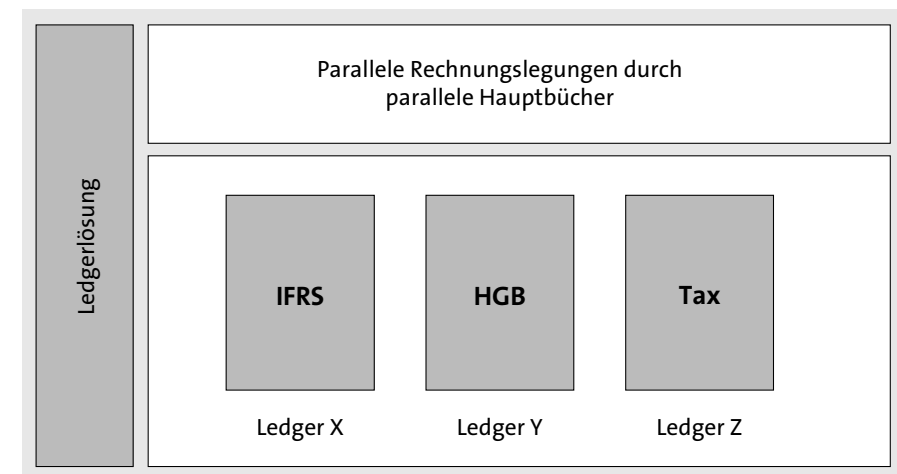 Ledgerlösung
Parallele Rechnungslegungen durch
parallele Hauptbücher
IFRS
HGB
Tax
Ledger X
Ledger Y
Ledger Z